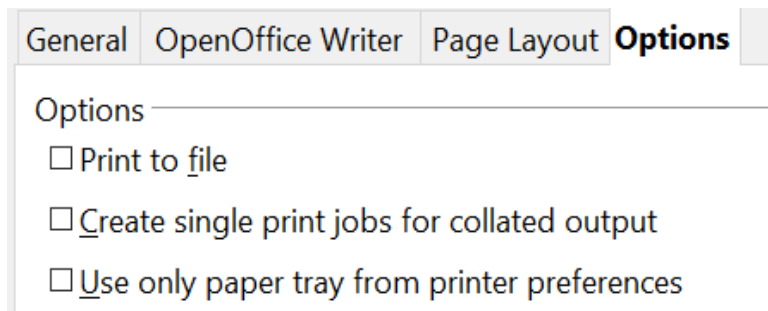 General OpenOffice Writer Page Layout Options
Options
Print to file
Create single print jobs for collated output
Use only paper tray from printer preferences